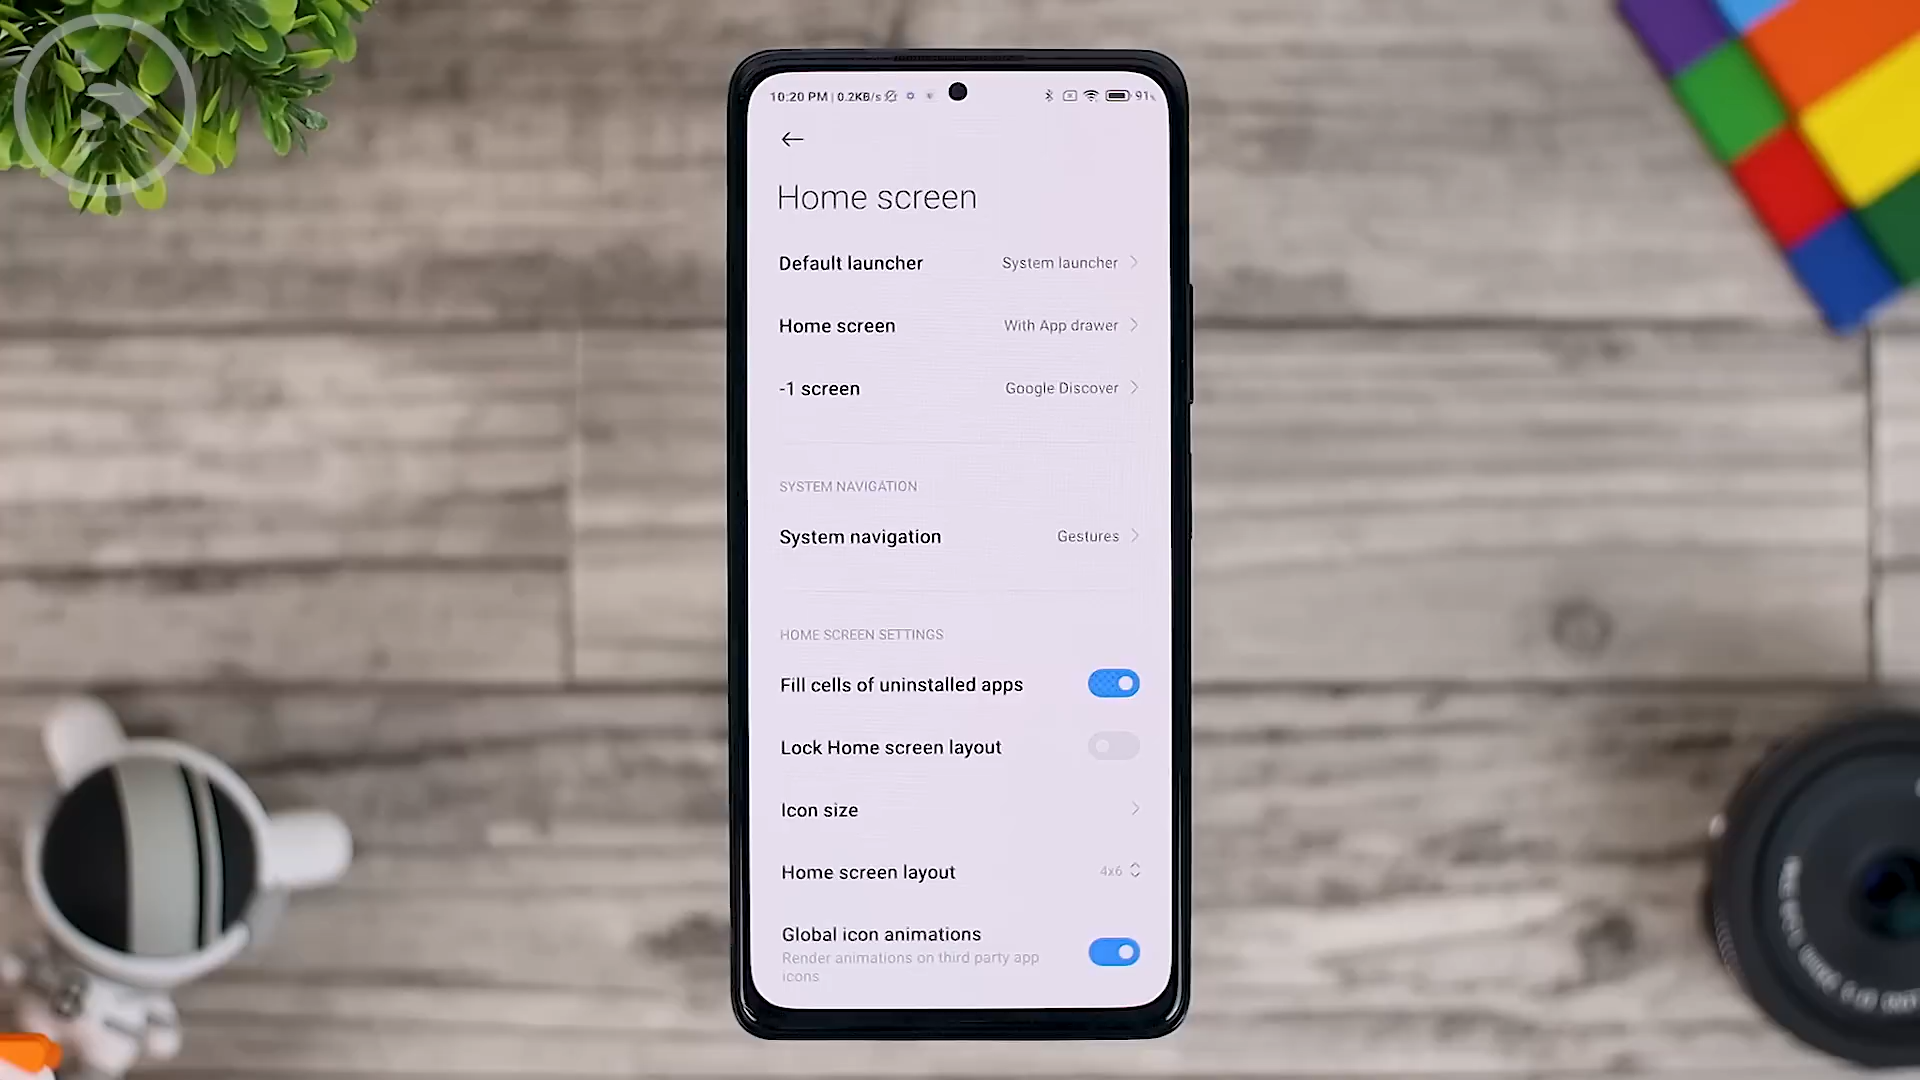 10:20 PM | 0.2KB/s
91%
Home screen
Default launcher System launcher
Home screen With App drawer
-1 screen Google Discover
SYSTEM NAVIGATION
System navigation Gestures
HOME SCREEN SETTINGS
Fill cells of uninstalled apps
Lock Home screen layout
Icon size
Home screen layout 4x6
Global icon animations
Render animations on third party app
icons